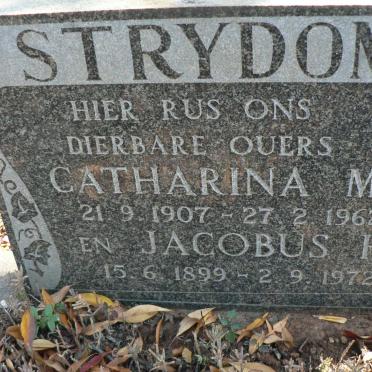 STRYDOM
HIER RUS ONS
DIERBARE OUERS
CATHARINA M
21.9.1907 - 27.2.196
EN JACOBUS
15.6.1899 - 2.9.1972